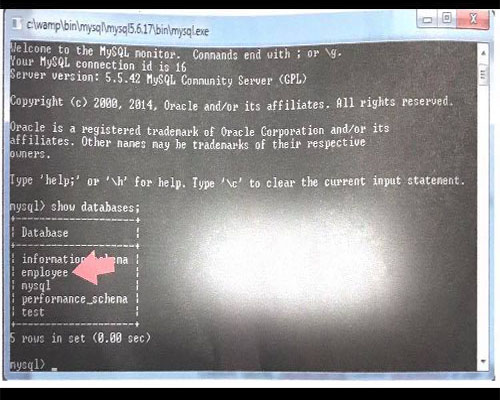 c:\wamp\bin\mysql\mysql5.6.17\bin\mysql.exe
Welcome to the MySQL monitor. Commands end with ; or \g.
Your MySQL connection id is 16
Server version: 5.5.42 MySQL Community Server (GPL)
Copyright (c) 2000, 2014, Oracle and/or its affiliates. All rights reserved.
Oracle is a registered trademark of Oracle Corporation and/or its
affiliates. Other names may be trademarks of their respective
owners.
Type 'help;' or '\h' for help. Type '\c' to clear the current input statement.
mysql> show databases;
+--------------------+
| Database           |
+--------------------+
| information_schema |
| employee           |
| mysql              |
| performance_schema |
| test               |
+--------------------+
5 rows in set (0.00 sec)
mysql> _